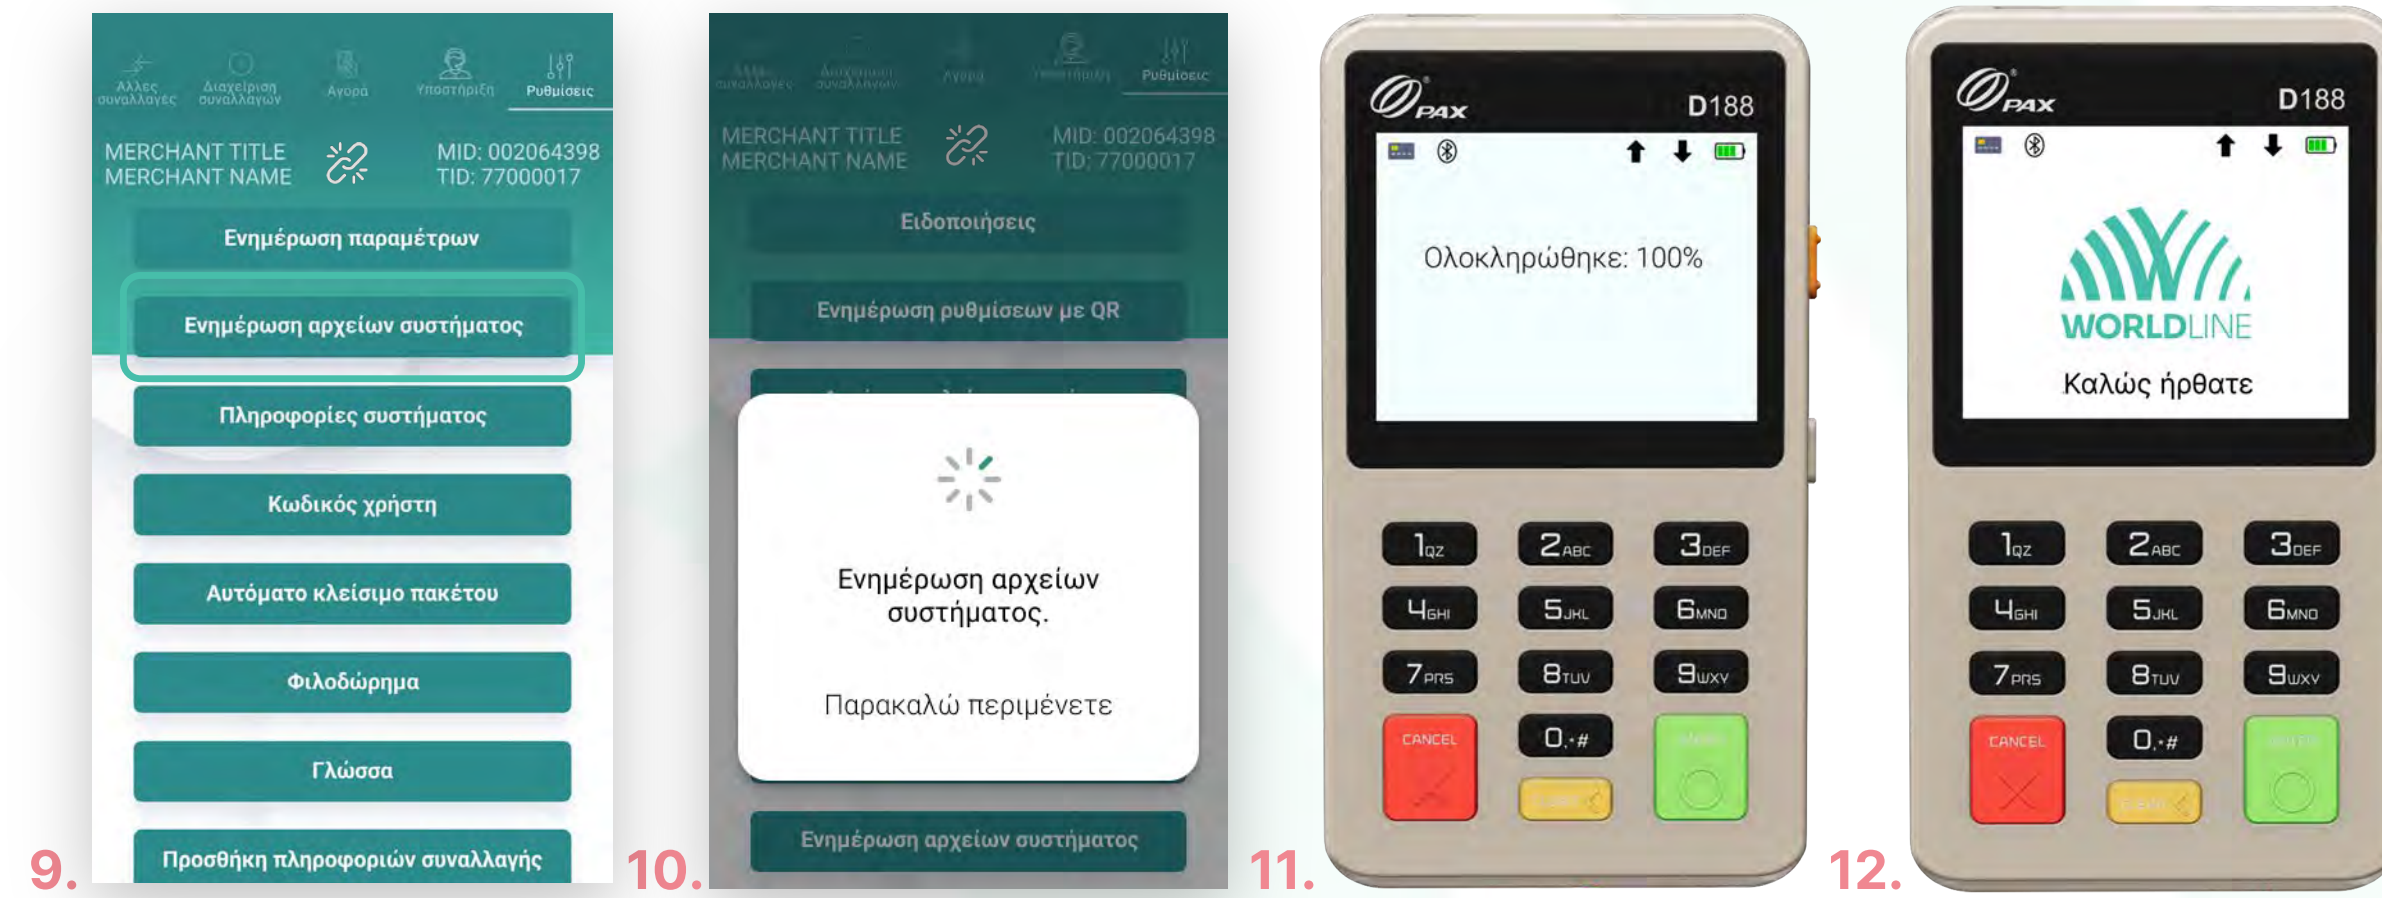 Άλλες συναλλαγές
Διαχείριση συναλλαγών
Αγορά
Υποστήριξη
Ρυθμίσεις
MERCHANT TITLE
MERCHANT NAME
MID: 002064398
TID: 77000017
Ενημέρωση παραμέτρων
Ενημέρωση αρχείων συστήματος
Πληροφορίες συστήματος
Κωδικός χρήστη
Αυτόματο κλείσιμο πακέτου
Φιλοδώρημα
Γλώσσα
Προσθήκη πληροφοριών συναλλαγής
9.
Αγορά
Ρυθμίσεις
MERCHANT TITLE
MERCHANT NAME
MID: 002064398
TID: 77000017
Ειδοποιήσεις
Ενημέρωση ρυθμίσεων με QR
Ενημέρωση αρχείων
συστήματος.
Παρακαλώ περιμένετε
Ενημέρωση αρχείων συστήματος
10.
PAX
D188
Ολοκληρώθηκε: 100%
1QZ 2ABC 3DEF
4GHI 5JKL 6MNO
7PRS 8TUV 9WXY
CANCEL 0.*#
11.
PAX
D188
WORLDLINE
Καλώς ήρθατε
1QZ 2ABC 3DEF
4GHI 5JKL 6MNO
7PRS 8TUV 9WXY
CANCEL 0.*#
12.